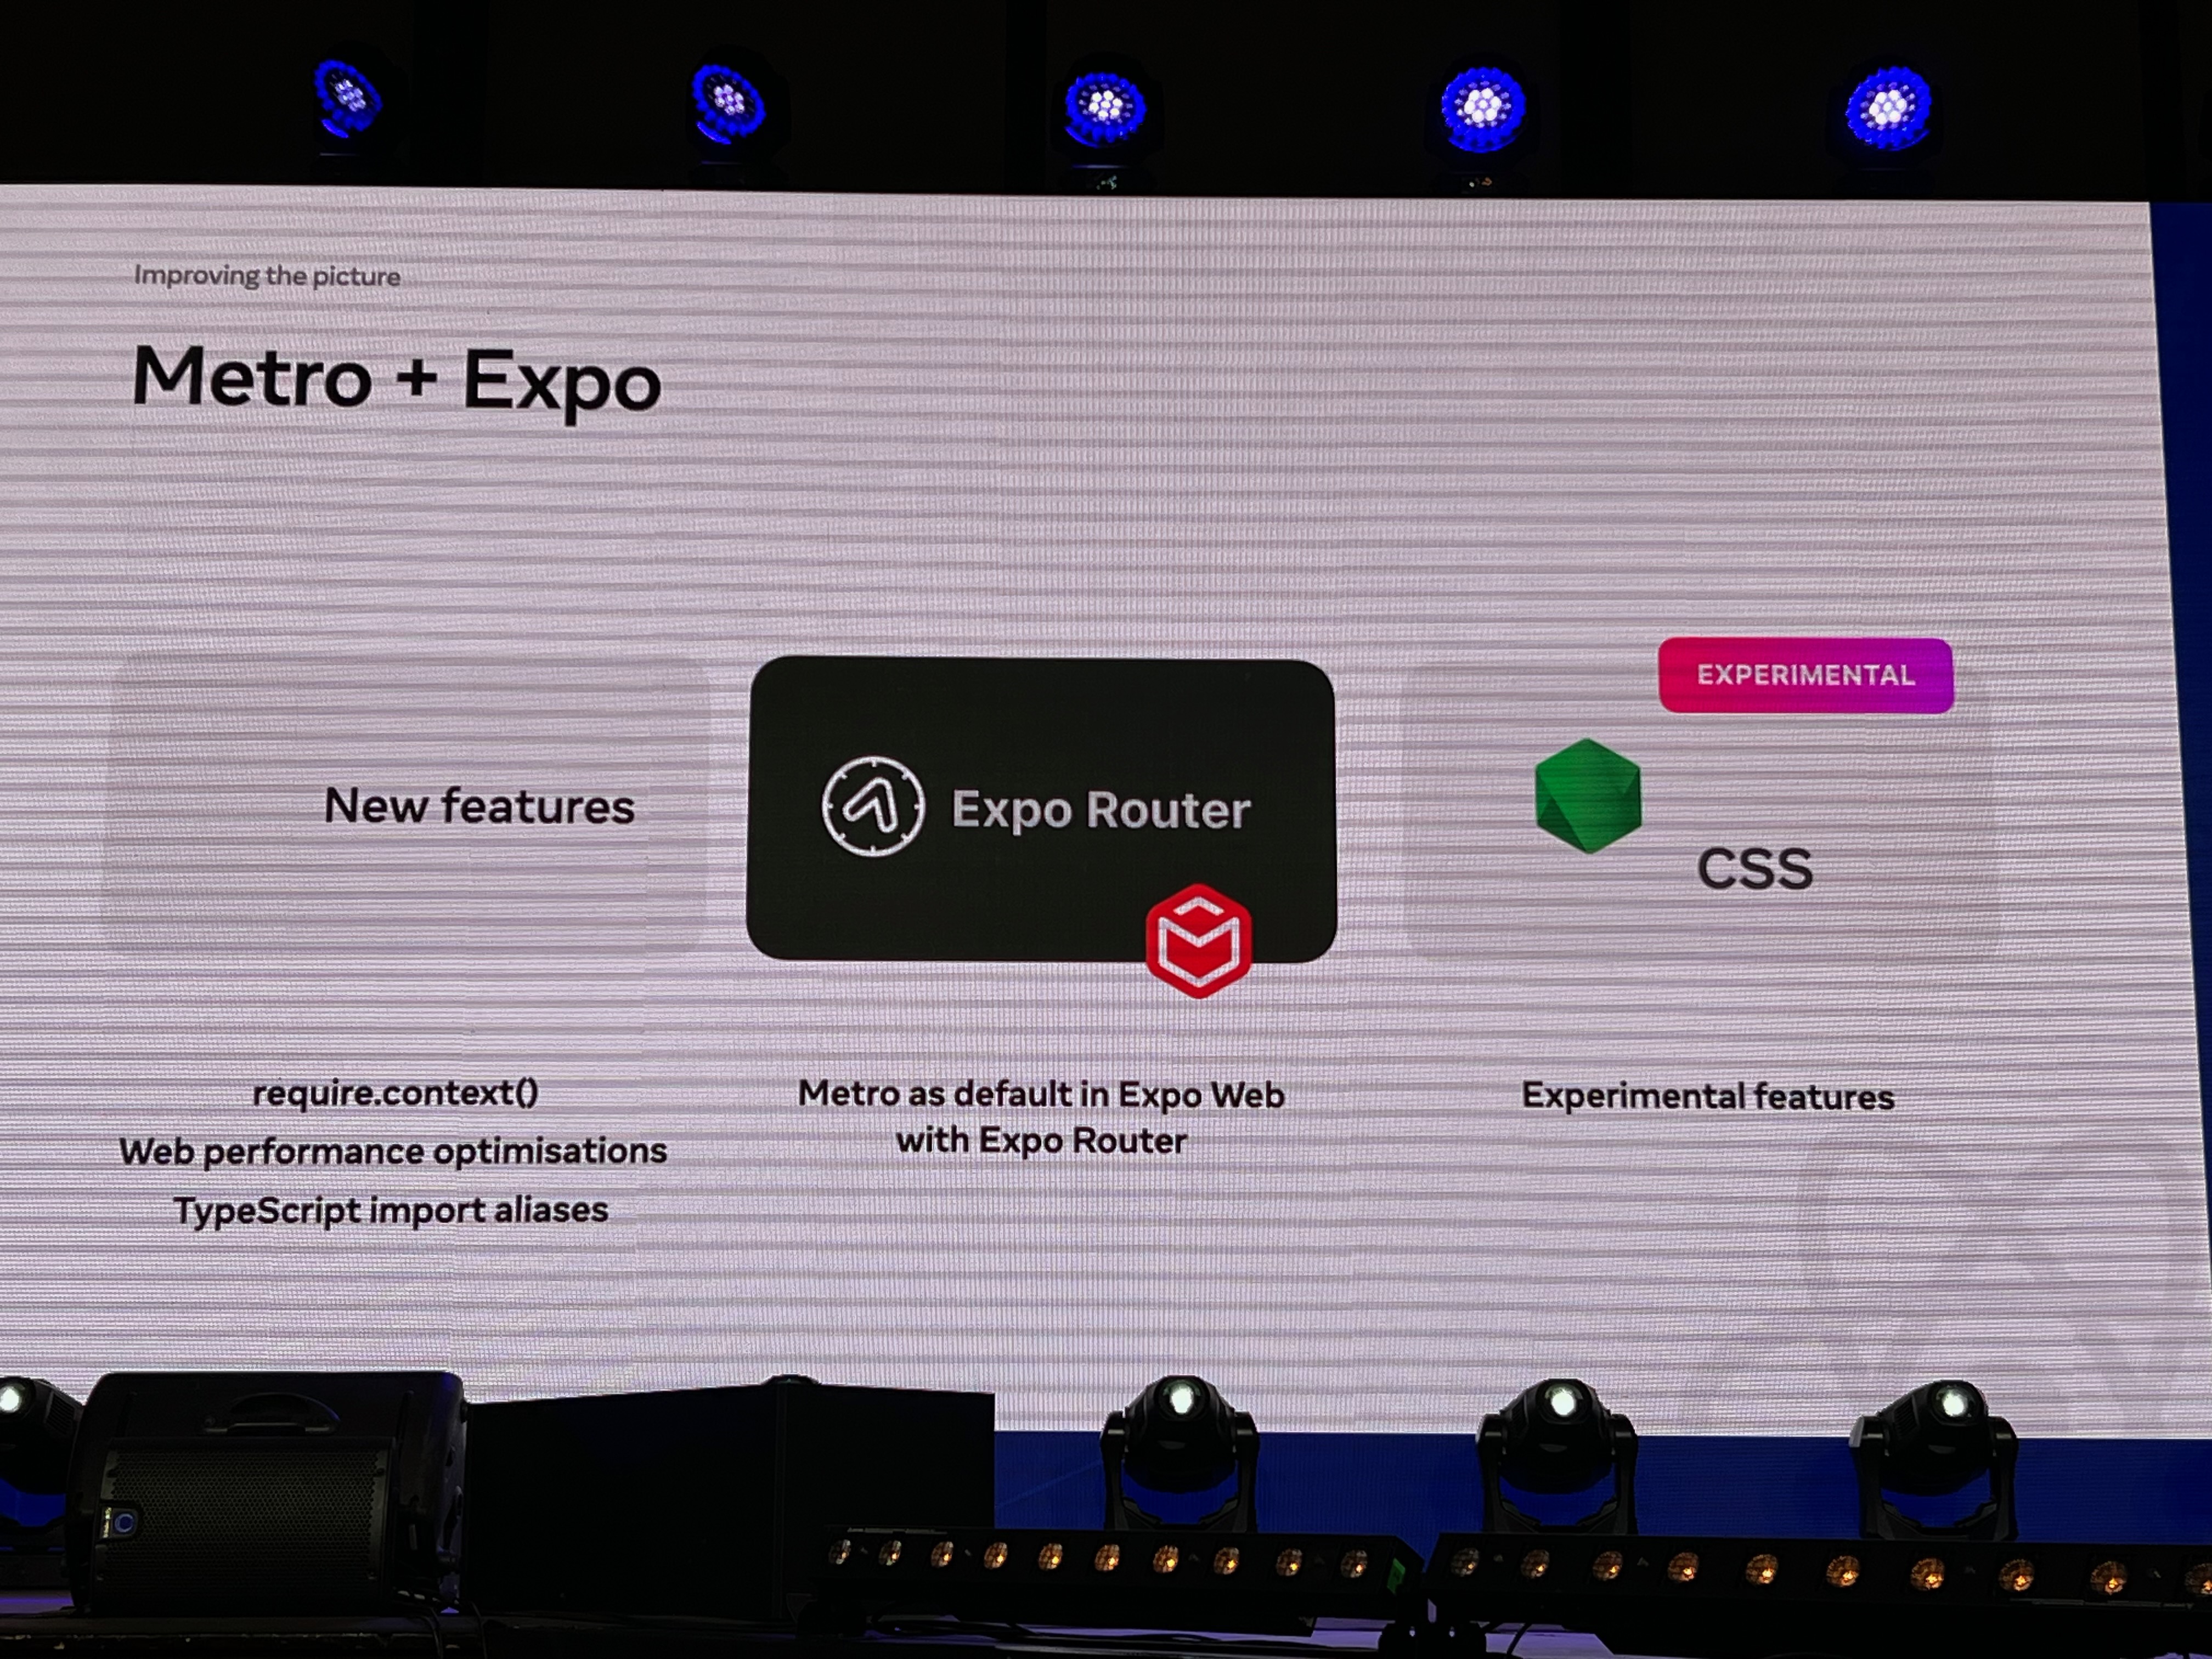 Improving the picture
Metro + Expo
New features
Expo Router
EXPERIMENTAL
CSS
require.context()
Web performance optimisations
TypeScript import aliases
Metro as default in Expo Web
with Expo Router
Experimental features